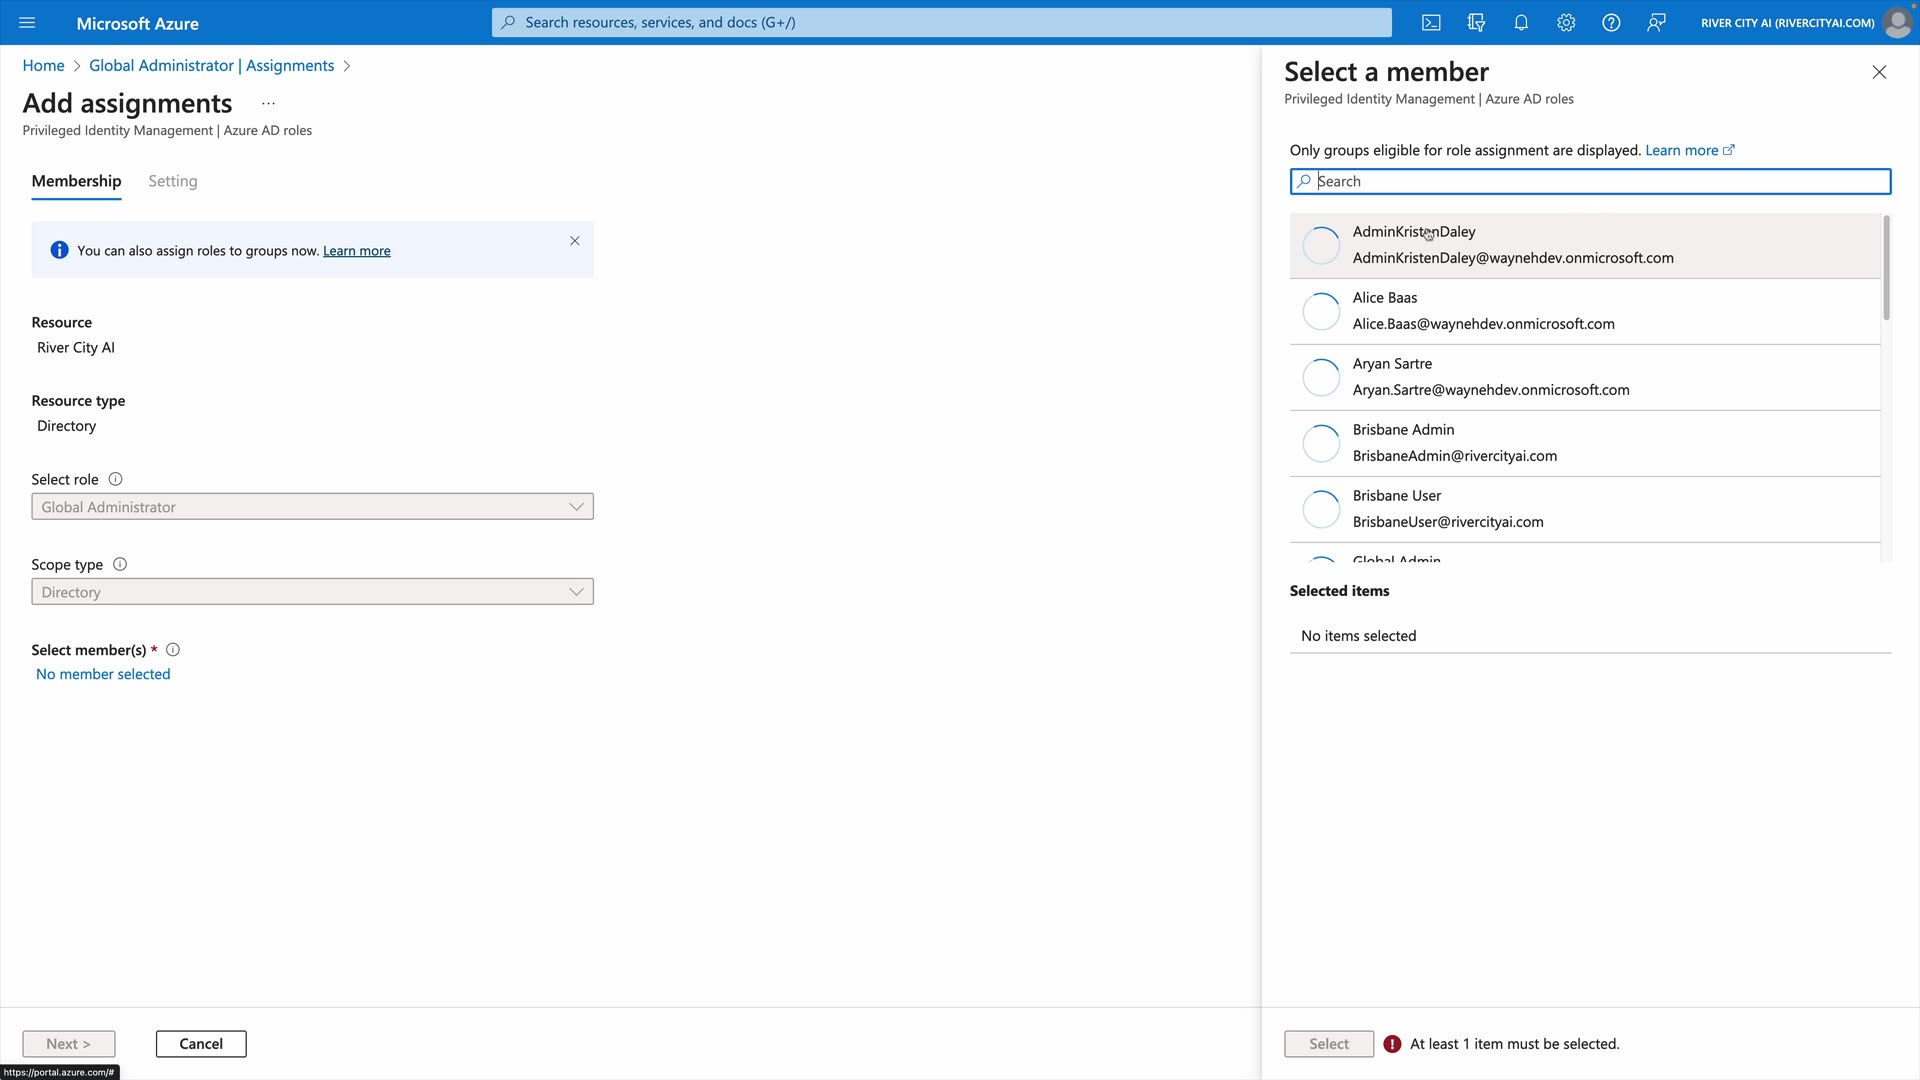 Microsoft Azure
Search resources, services, and docs (G+/)
RIVER CITY AI (RIVERCITYAI.COM)
Home > Global Administrator | Assignments >
Add assignments ...
Privileged Identity Management | Azure AD roles
Membership Setting
You can also assign roles to groups now. Learn more
Resource
River City AI
Resource type
Directory
Select role
Global Administrator
Scope type
Directory
Select member(s) *
No member selected
Next >
Cancel
https://portal.azure.com/#
Select a member
Privileged Identity Management | Azure AD roles
Only groups eligible for role assignment are displayed. Learn more
Search
AdminKristenDaley
AdminKristenDaley@waynehdev.onmicrosoft.com
Alice Baas
Alice.Baas@waynehdev.onmicrosoft.com
Aryan Sartre
Aryan.Sartre@waynehdev.onmicrosoft.com
Brisbane Admin
BrisbaneAdmin@rivercityai.com
Brisbane User
BrisbaneUser@rivercityai.com
Global Admin
Selected items
No items selected
Select
At least 1 item must be selected.